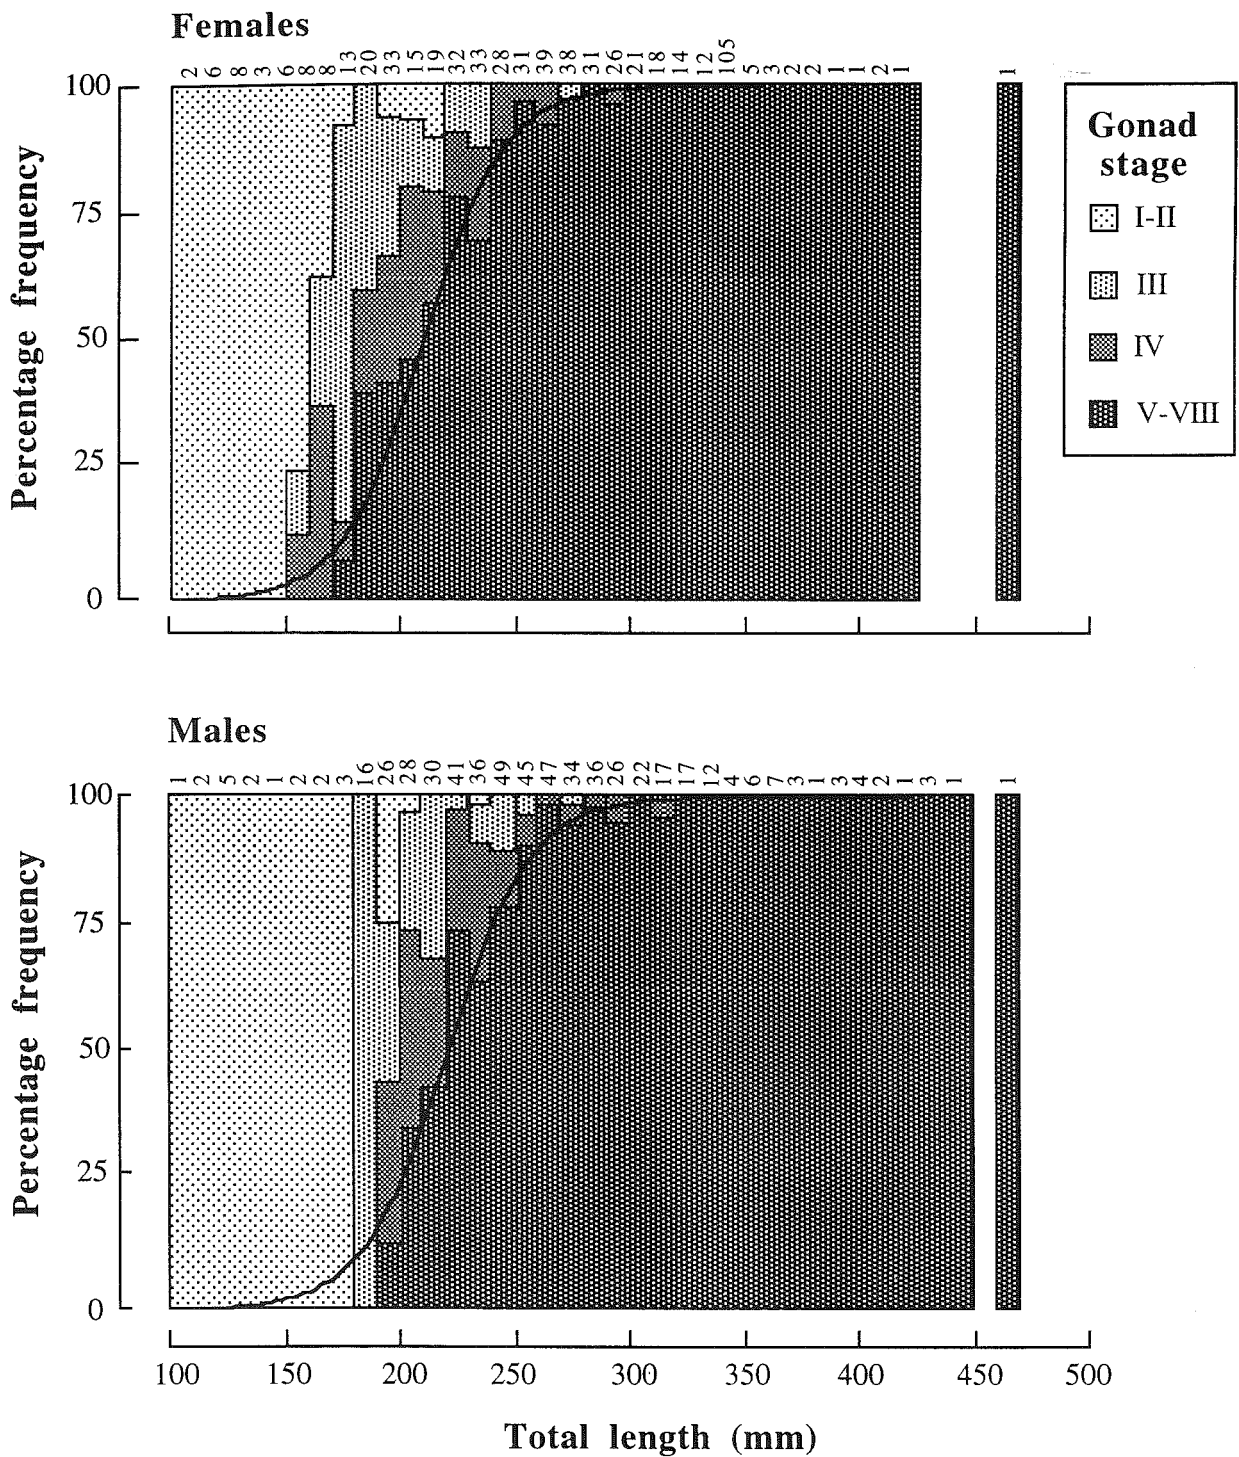 Females
2 6 8 3 6 8 8 13 20 33 15 19 32 33 28 31 39 38 31 26 21 18 14 12 105 5 3 2 2 1 1 2 1 1
100
75
50
25
0
Percentage frequency
Gonad
stage
I-II
III
IV
V-VIII
Males
1 2 5 2 1 2 2 3 16 26 28 30 41 36 49 45 47 34 36 26 22 17 17 12 4 6 7 3 1 3 4 2 1 3 1 1
100
75
50
25
0
Percentage frequency
100 150 200 250 300 350 400 450 500
Total length (mm)